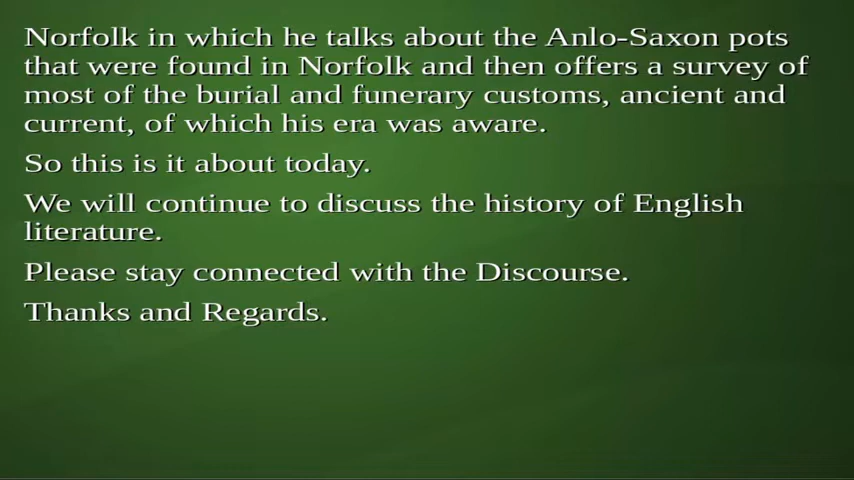 Norfolk in which he talks about the Anlo-Saxon pots
that were found in Norfolk and then offers a survey of
most of the burial and funerary customs, ancient and
current, of which his era was aware.
So this is it about today.
We will continue to discuss the history of English
literature.
Please stay connected with the Discourse.
Thanks and Regards.